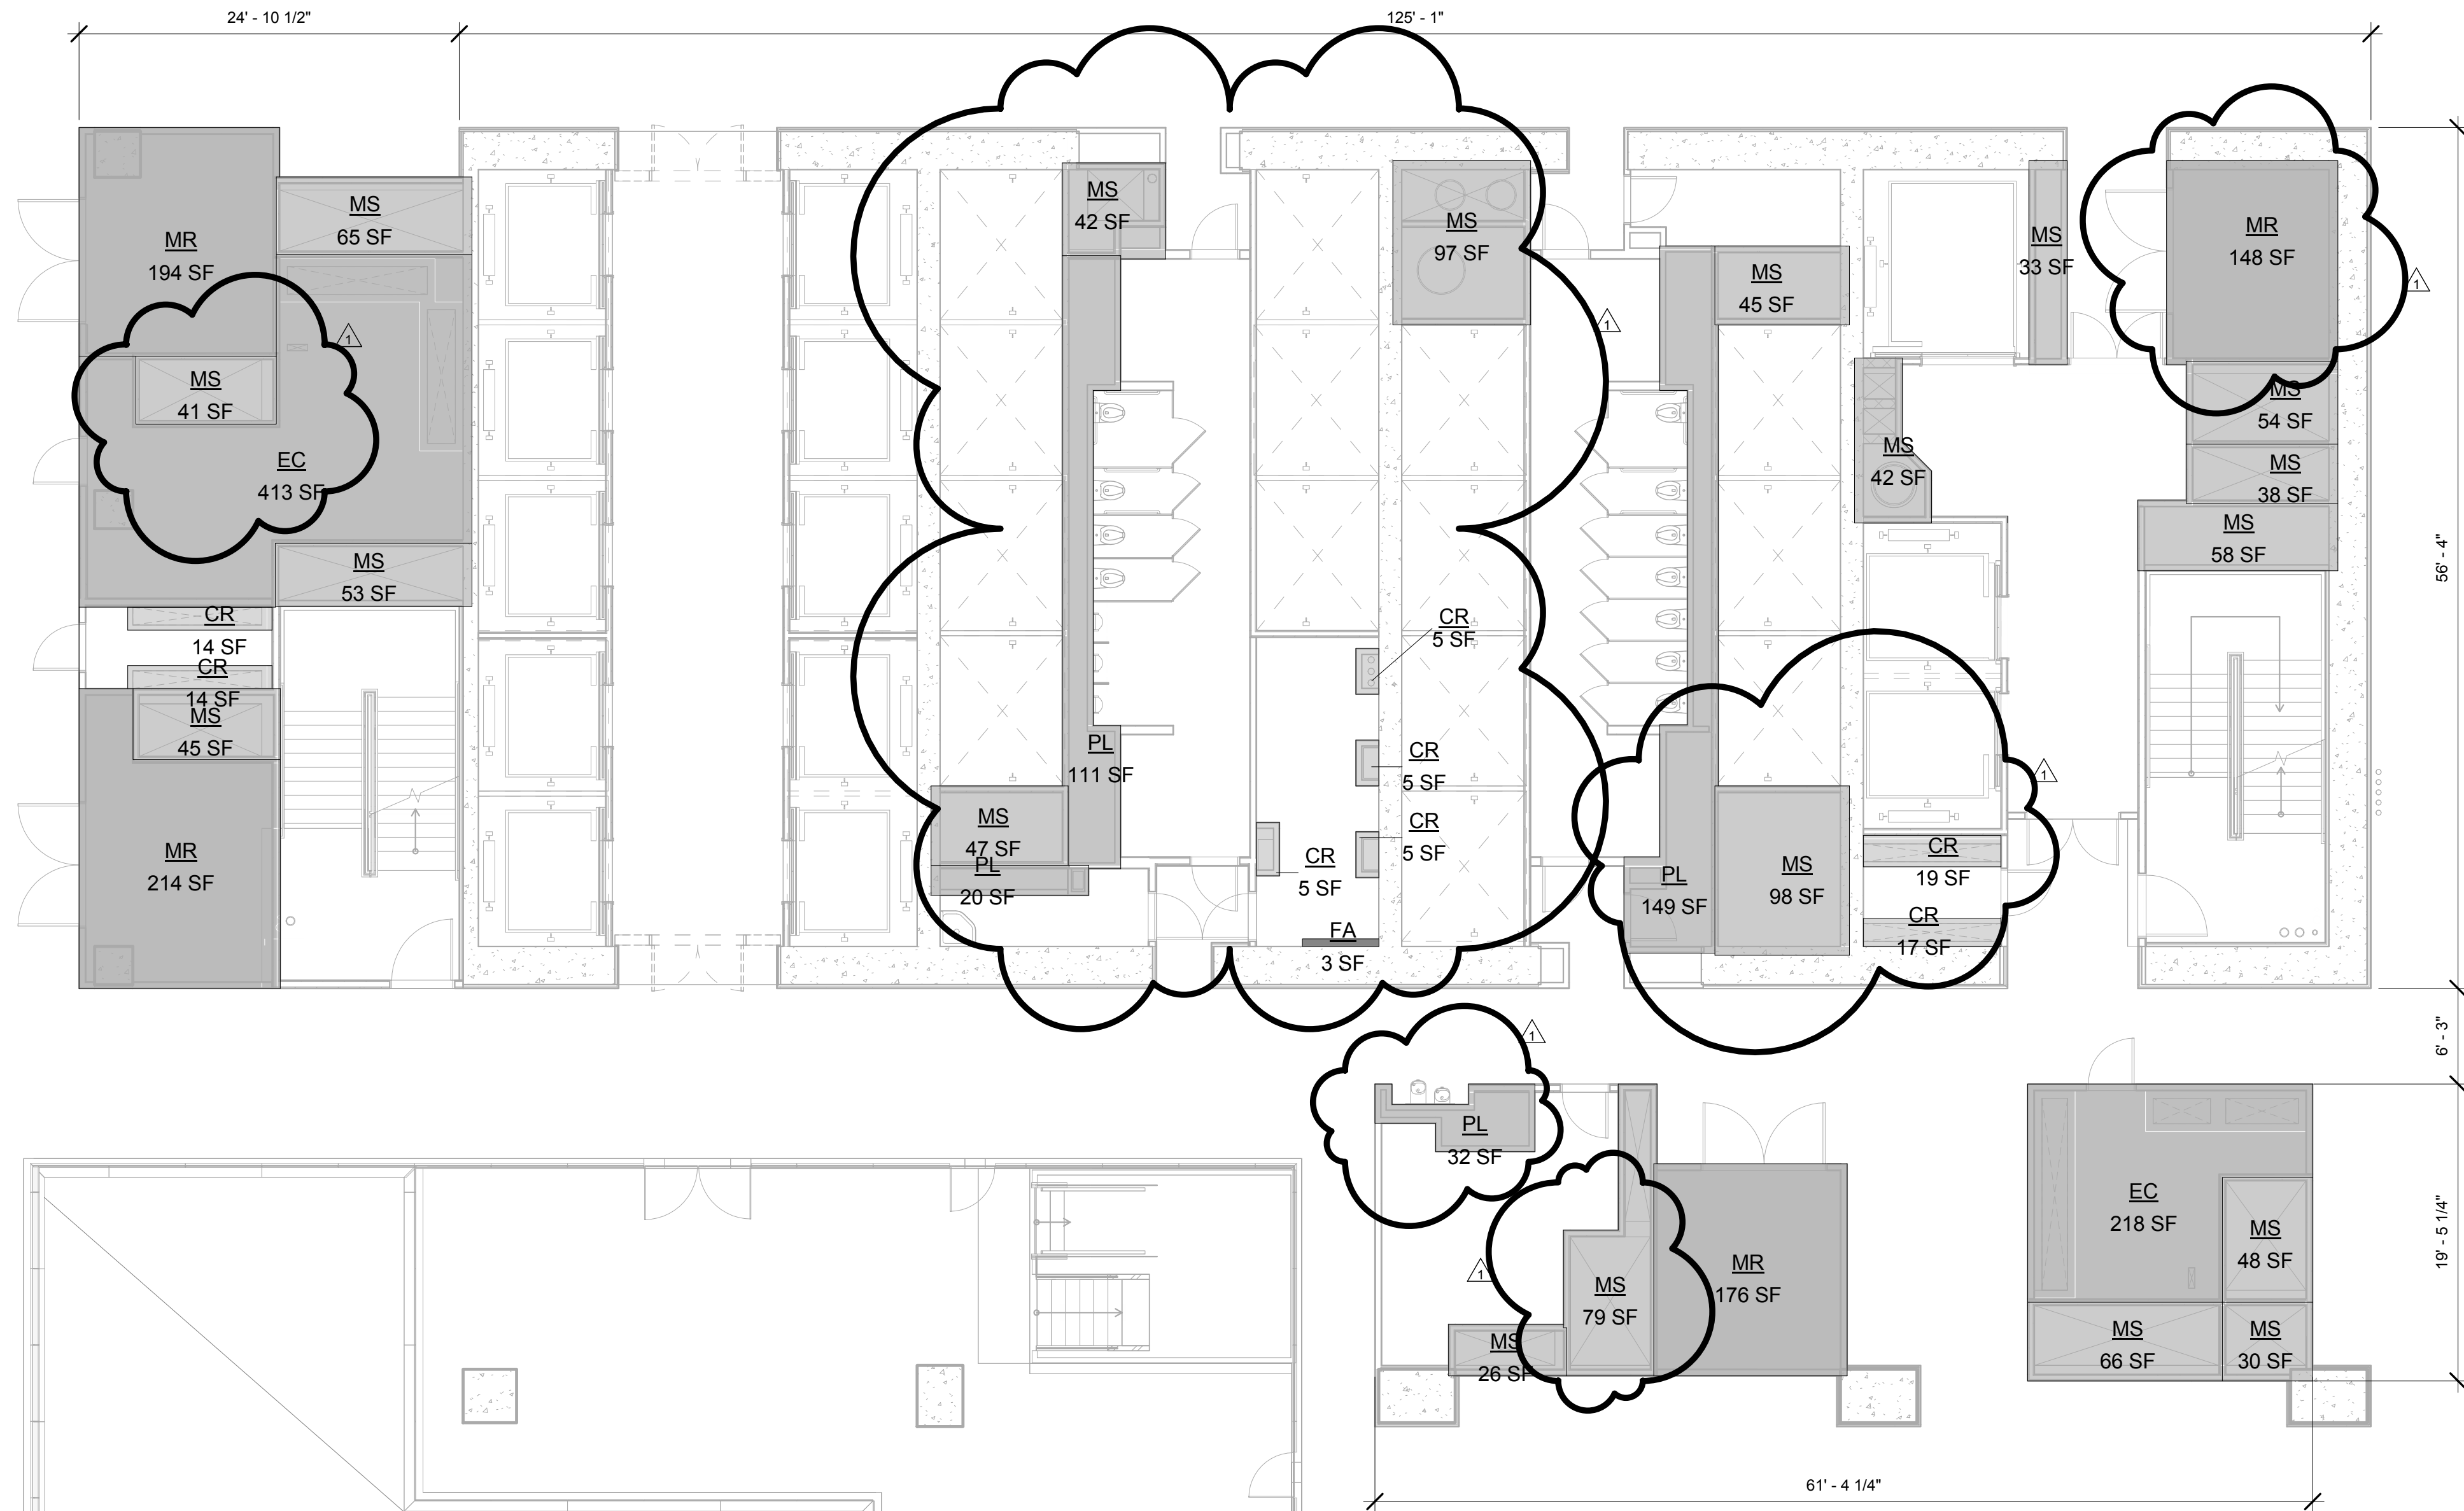 24' - 10 1/2"
125' - 1"
MR
194 SF
MS
65 SF
MS
42 SF
MS
97 SF
MS
45 SF
MS
33 SF
MR
148 SF
1
1
1
MS
41 SF
EC
413 SF
MS
54 SF
MS
42 SF
MS
38 SF
MS
58 SF
MS
53 SF
CR
14 SF
CR
14 SF
MS
45 SF
CR
5 SF
PL
111 SF
CR
5 SF
1
MS
47 SF
CR
5 SF
MR
214 SF
PL
20 SF
CR
5 SF
PL
149 SF
MS
98 SF
CR
19 SF
CR
17 SF
FA
3 SF
56' - 4"
6' - 3"
1
PL
32 SF
EC
218 SF
MS
48 SF
19' - 5 1/4"
1
MS
79 SF
MR
176 SF
MS
26 SF
MS
66 SF
MS
30 SF
61' - 4 1/4"